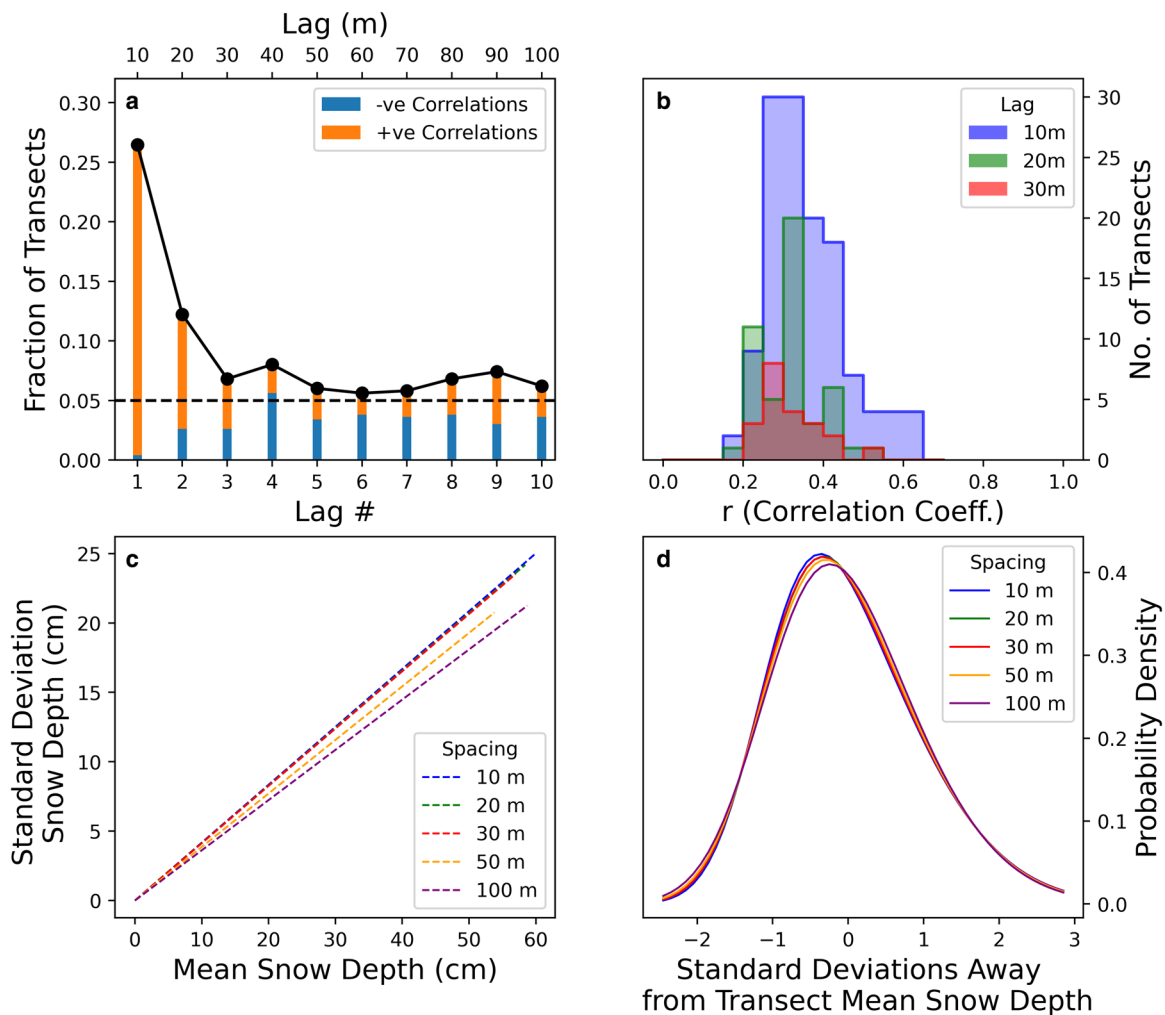 Lag (m)
10 20 30 40 50 60 70 80 90 100
a
-ve Correlations
+ve Correlations
0.30
0.25
0.20
0.15
0.10
0.05
0.00
Fraction of Transects
1 2 3 4 5 6 7 8 9 10
Lag #
b
Lag
10m
20m
30m
30
25
20
15
10
5
0
No. of Transects
0.0 0.2 0.4 0.6 0.8 1.0
r (Correlation Coeff.)
c
25
20
15
10
5
0
Standard Deviation
Snow Depth (cm)
Spacing
10 m
20 m
30 m
50 m
100 m
0 10 20 30 40 50 60
Mean Snow Depth (cm)
d
Spacing
10 m
20 m
30 m
50 m
100 m
0.4
0.3
0.2
0.1
0.0
Probability Density
−2 −1 0 1 2 3
Standard Deviations Away
from Transect Mean Snow Depth